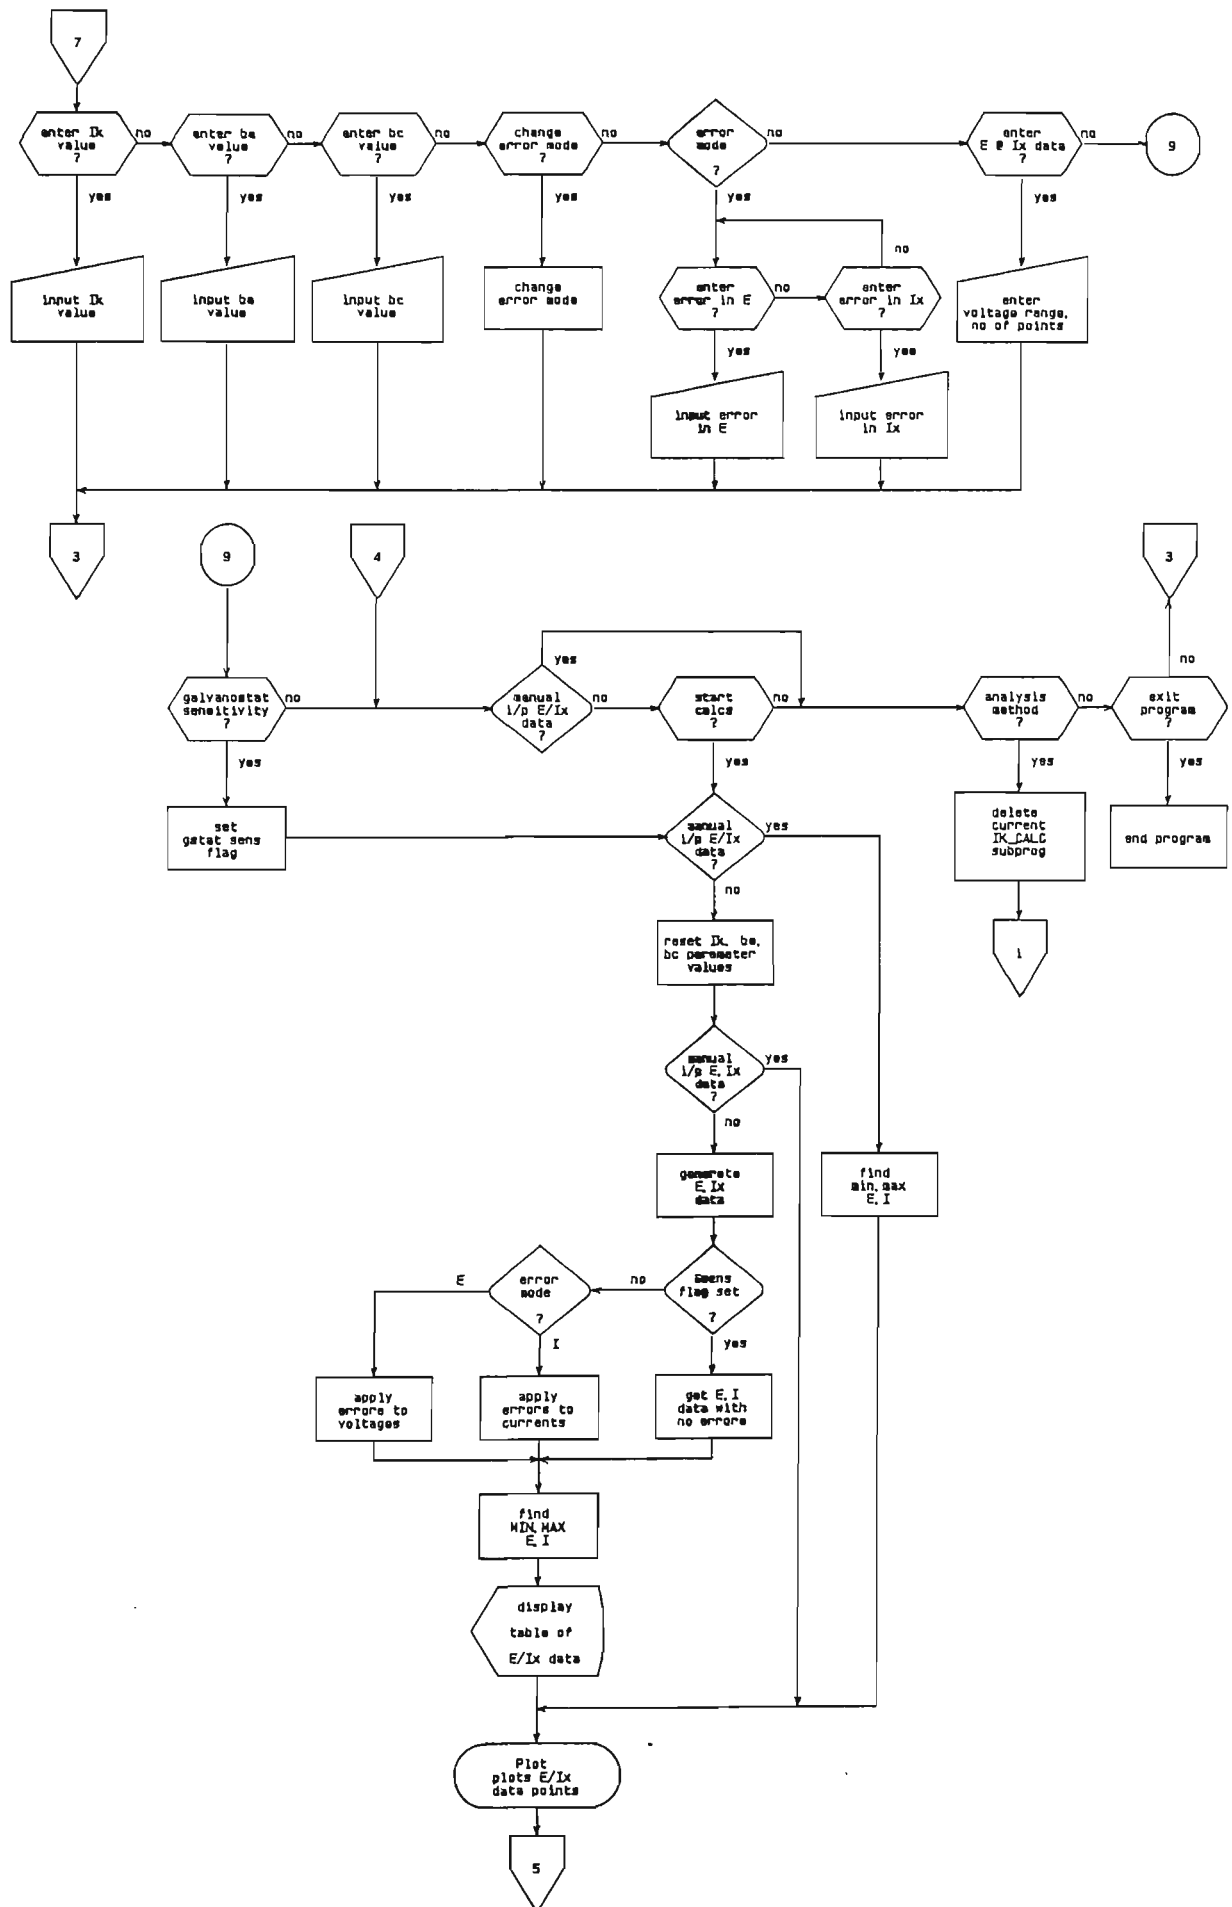 7
enter Ik
value
?
no
yes
enter ba
value
?
no
yes
enter bc
value
?
no
yes
change
error mode
?
no
yes
error
mode
?
no
yes
enter
E @ Ix data
?
no
yes
9
input Ik
value
input ba
value
input bc
value
change
error mode
enter
error in E
?
no
yes
enter
error in Ix
?
no
yes
enter
voltage range,
no of points
input error
in E
input error
in Ix
3
9
4
3
galvanostat
sensitivity
?
no
yes
manual
i/p E/Ix
data
?
yes
no
start
calcs
?
no
yes
analysis
method
?
no
yes
exit
program
?
no
yes
set
gstat sens
flag
manual
i/p E/Ix
data
?
yes
no
delete
current
IK_CALC
subprog
end program
1
reset Ik, ba,
bc parameter
values
manual
i/p E,Ix
data
?
yes
no
generate
E,Ix
data
find
min,max
E,I
error
mode
?
E
I
Gsens
flag set
?
no
yes
apply
errors to
voltages
apply
errors to
currents
get E,I
data with
no errors
find
MIN,MAX
E,I
display
table of
E/Ix data
Plot
plots E/Ix
data points
5